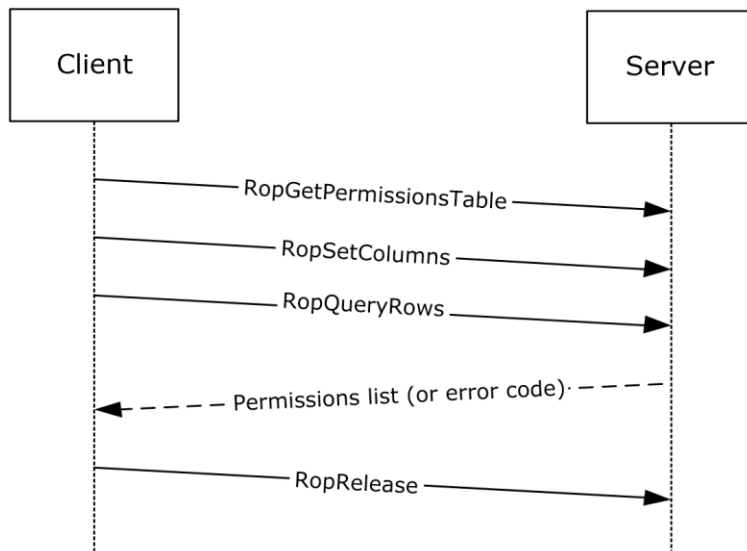 Client
Server
RopGetPermissionsTable
RopSetColumns
RopQueryRows
Permissions list (or error code)
RopRelease